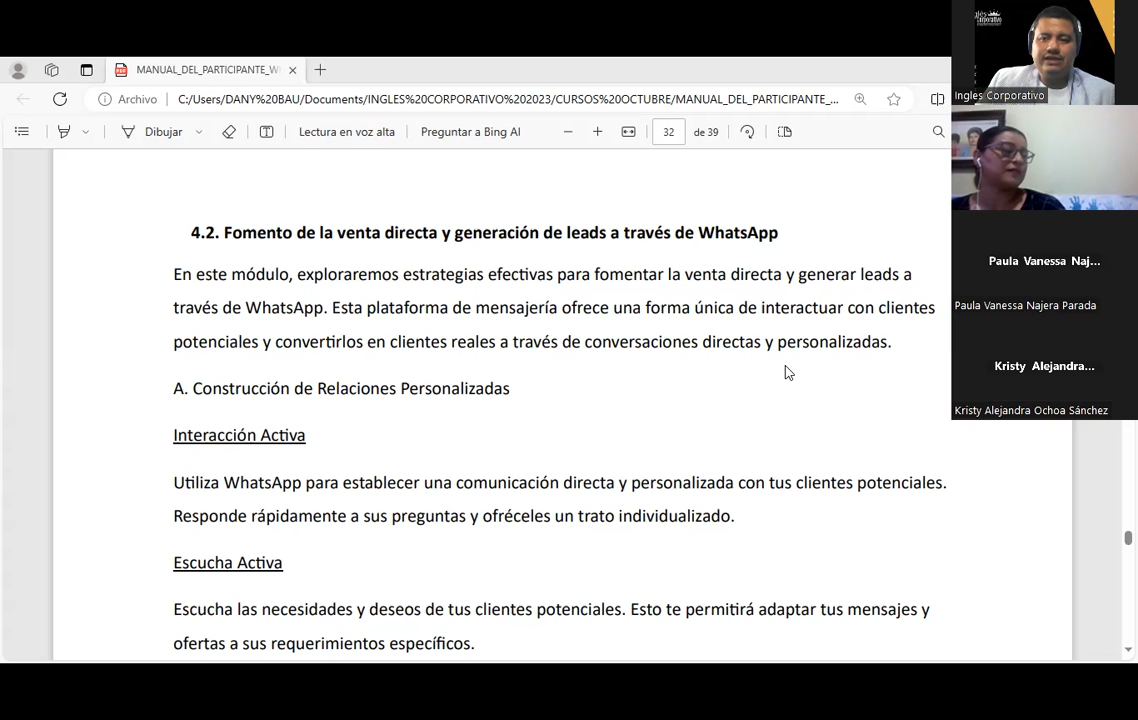 MANUAL_DEL_PARTICIPANTE_W
Archivo
C:/Users/DANY%20BAU/Documents/INGLES%20CORPORATIVO%202023/CURSOS%20OCTUBRE/MANUAL_DEL_PARTICIPANTE_...
Dibujar
Lectura en voz alta
Preguntar a Bing AI
32
de 39
4.2. Fomento de la venta directa y generación de leads a través de WhatsApp
En este módulo, exploraremos estrategias efectivas para fomentar la venta directa y generar leads a
través de WhatsApp. Esta plataforma de mensajería ofrece una forma única de interactuar con clientes
potenciales y convertirlos en clientes reales a través de conversaciones directas y personalizadas.
A. Construcción de Relaciones Personalizadas
Interacción Activa
Utiliza WhatsApp para establecer una comunicación directa y personalizada con tus clientes potenciales.
Responde rápidamente a sus preguntas y ofréceles un trato individualizado.
Escucha Activa
Escucha las necesidades y deseos de tus clientes potenciales. Esto te permitirá adaptar tus mensajes y
ofertas a sus requerimientos específicos.
Ingles Corporativo
Paula Vanessa Naj...
Paula Vanessa Najera Parada
Kristy Alejandra...
Kristy Alejandra Ochoa Sánchez